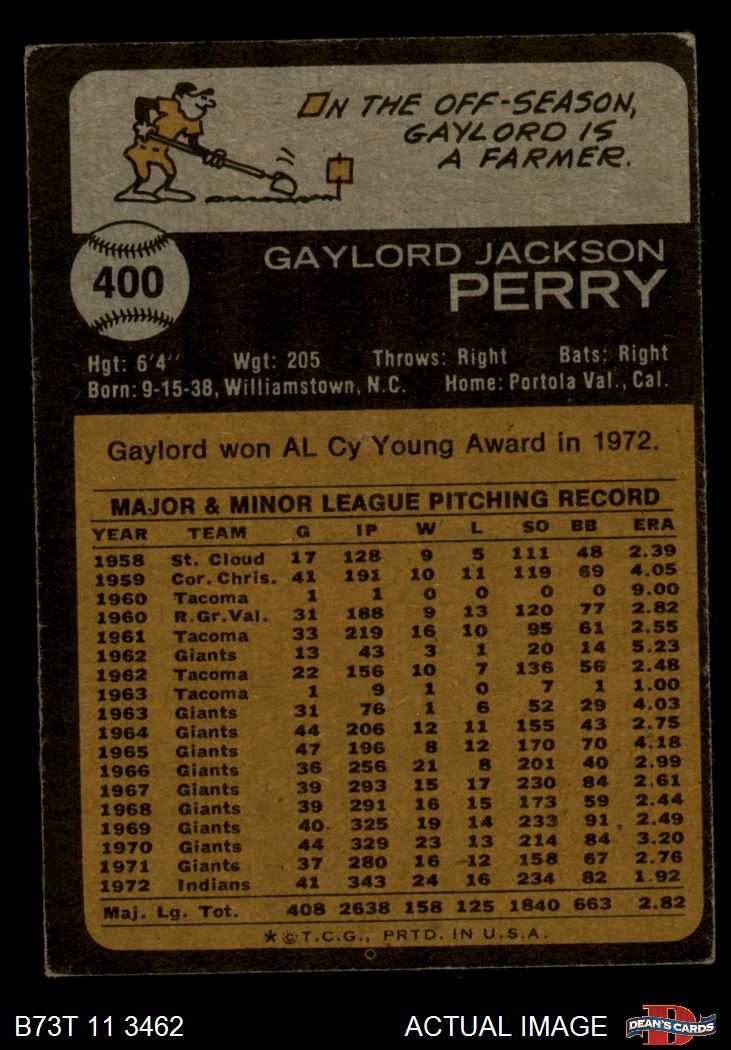 ON THE OFF-SEASON,
GAYLORD IS
A FARMER.
400
GAYLORD JACKSON
PERRY
Hgt: 6'4" Wgt: 205 Throws: Right Bats: Right
Born: 9-15-38, Williamstown, N.C. Home: Portola Val., Cal.
Gaylord won AL Cy Young Award in 1972.
MAJOR & MINOR LEAGUE PITCHING RECORD
YEAR TEAM G IP W L SO BB ERA
1958 St. Cloud 17 128 9 5 111 48 2.39
1959 Cor. Chris. 41 191 10 11 119 69 4.05
1960 Tacoma 1 1 0 0 0 0 9.00
1960 R.Gr.Val. 31 188 9 13 120 77 2.82
1961 Tacoma 33 219 16 10 95 61 2.55
1962 Giants 13 43 3 1 20 14 5.23
1962 Tacoma 22 156 10 7 136 56 2.48
1963 Tacoma 1 9 1 0 7 1 1.00
1963 Giants 31 76 1 6 52 29 4.03
1964 Giants 44 206 12 11 155 43 2.75
1965 Giants 47 196 8 12 170 70 4.18
1966 Giants 36 256 21 8 201 40 2.99
1967 Giants 39 293 15 17 230 84 2.61
1968 Giants 39 291 16 15 173 59 2.44
1969 Giants 40 325 19 14 233 91 2.49
1970 Giants 44 329 23 13 214 84 3.20
1971 Giants 37 280 16 12 158 67 2.76
1972 Indians 41 343 24 16 234 82 1.92
Maj. Lg. Tot. 408 2638 158 125 1840 663 2.82
* © T.C.G., PRTD. IN U.S.A.
B73T 11 3462 ACTUAL IMAGE
D
DEAN'S CARDS